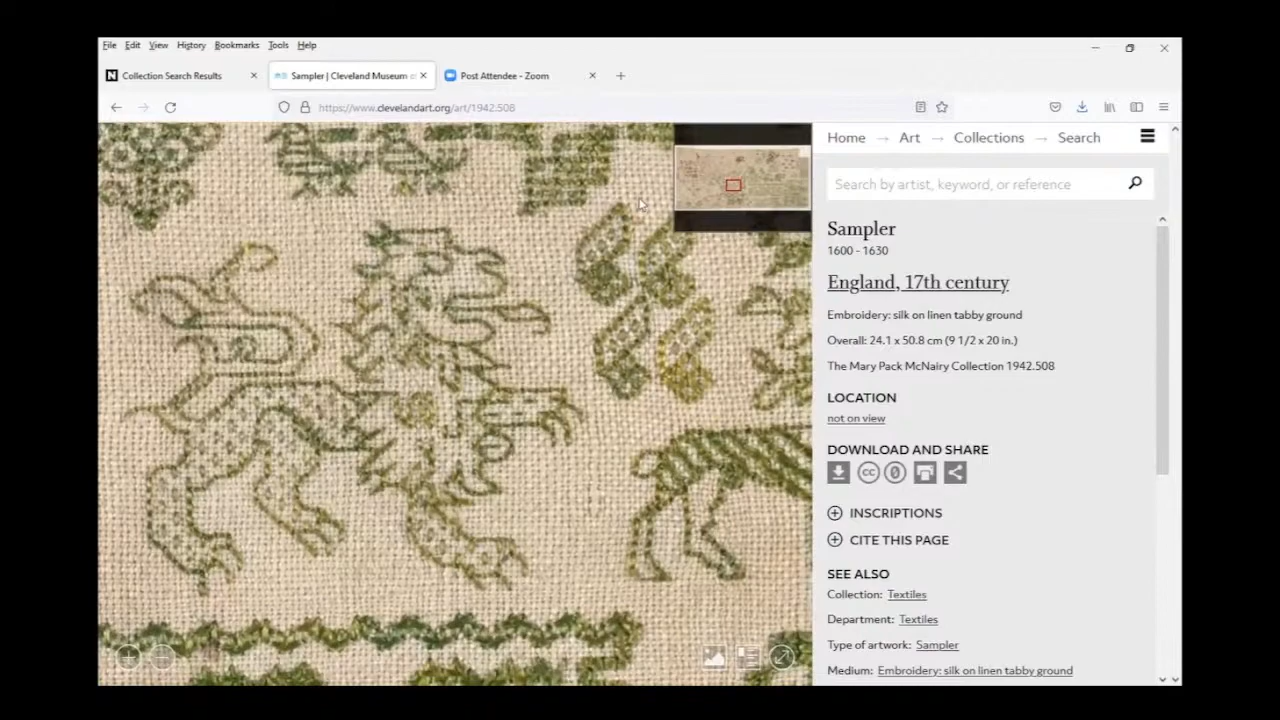 File Edit View History Bookmarks Tools Help
Collection Search Results
Sampler | Cleveland Museum
Post Attendee - Zoom
https://www.clevelandart.org/art/1942.508
Home → Art → Collections → Search
Search by artist, keyword, or reference
Sampler
1600 - 1630
England, 17th century
Embroidery: silk on linen tabby ground
Overall: 24.1 x 50.8 cm (9 1/2 x 20 in.)
The Mary Pack McNairy Collection 1942.508
LOCATION
not on view
DOWNLOAD AND SHARE
cc 0
INSCRIPTIONS
CITE THIS PAGE
SEE ALSO
Collection: Textiles
Department: Textiles
Type of artwork: Sampler
Medium: Embroidery: silk on linen tabby ground